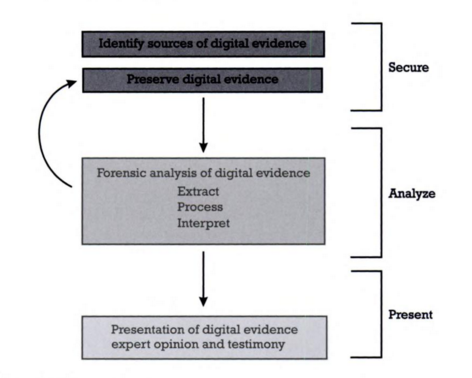 Identify sources of digital evidence
Preserve digital evidence
Secure
Forensic analysis of digital evidence
Extract
Process
Interpret
Analyze
Presentation of digital evidence
expert opinion and testimony
Present